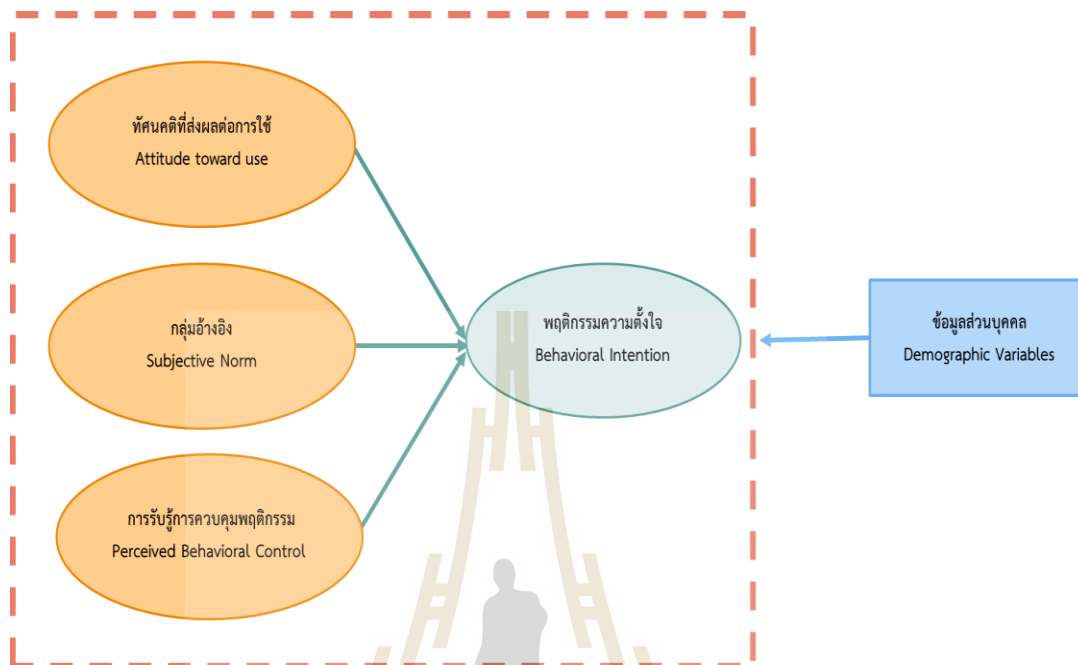 ทัศนคติที่ส่งผลต่อการใช้
Attitude toward use
กลุ่มอ้างอิง
Subjective Norm
การรับรู้การควบคุมพฤติกรรม
Perceived Behavioral Control
พฤติกรรมความตั้งใจ
Behavioral Intention
ข้อมูลส่วนบุคคล
Demographic Variables